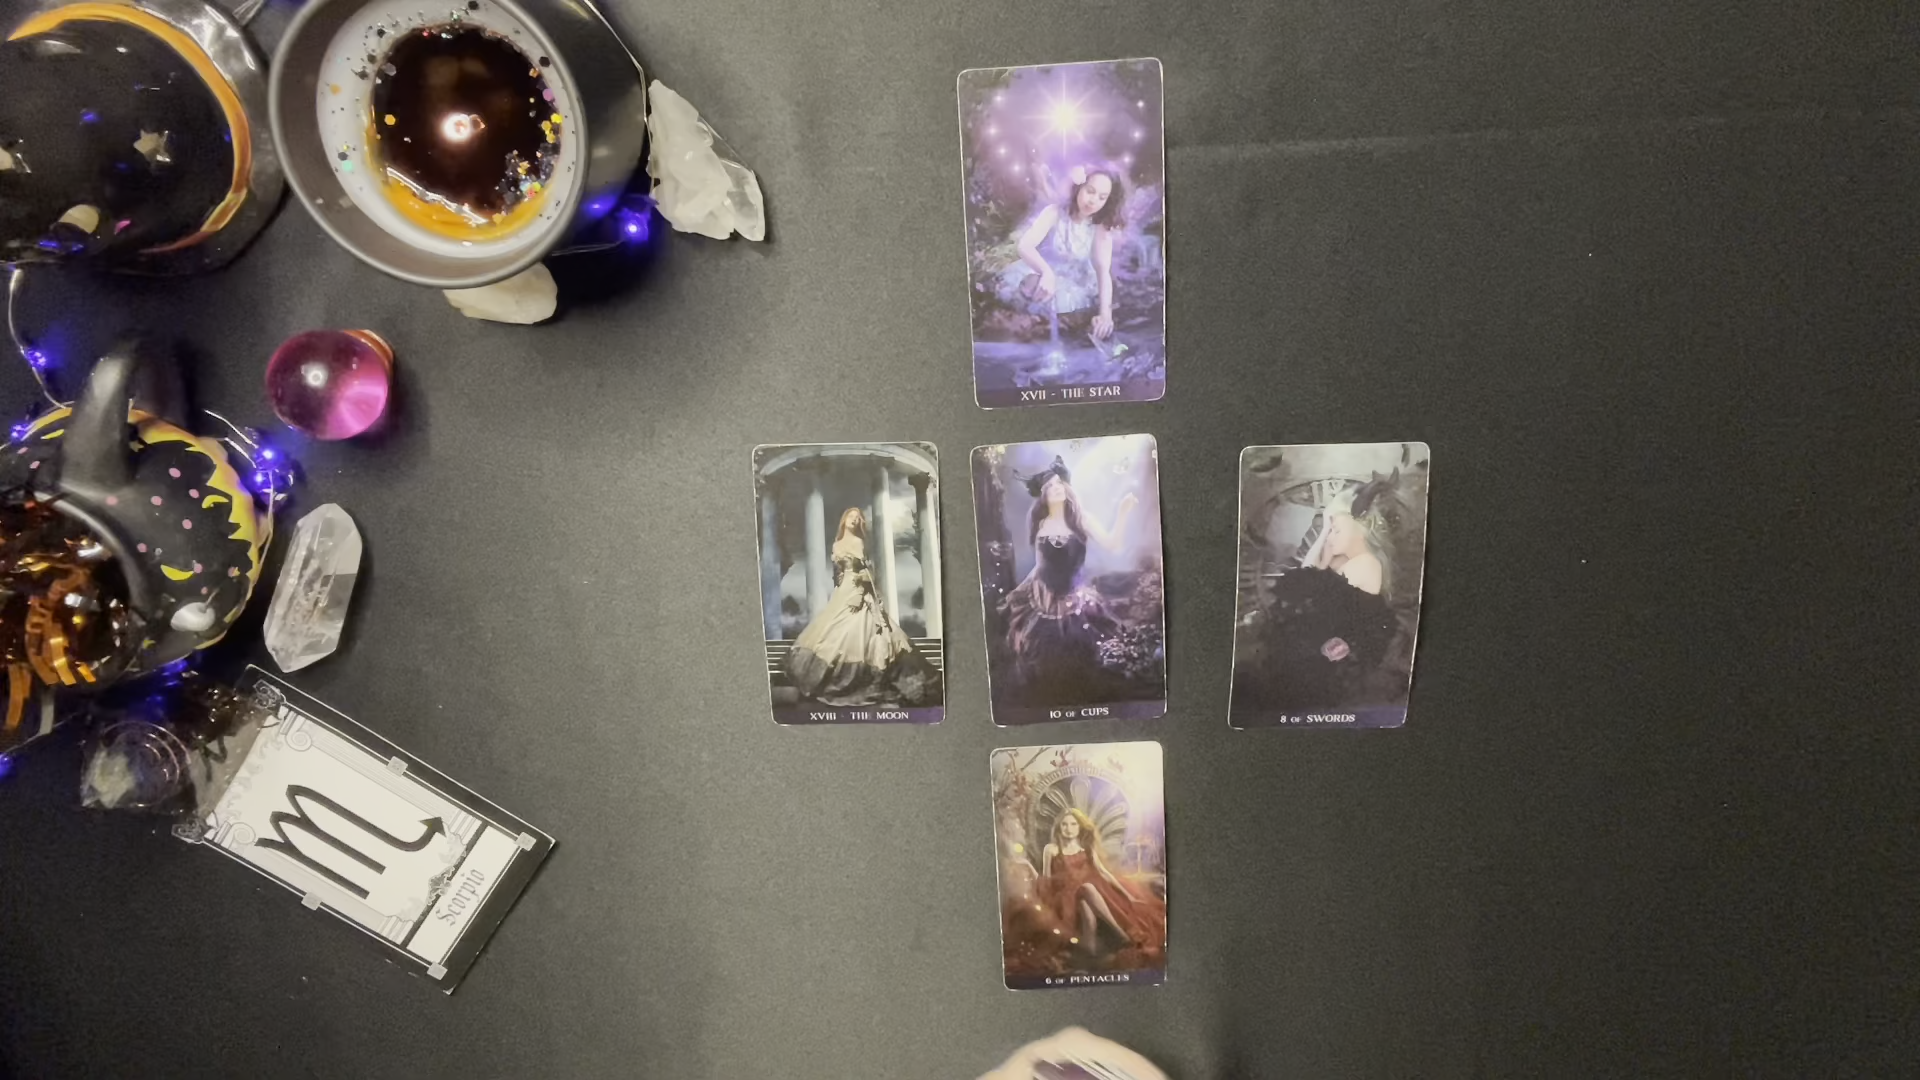 XVII - THE STAR
XVIII - THE MOON
10 OF CUPS
8 OF SWORDS
6 OF PENTACLES
Scorpio